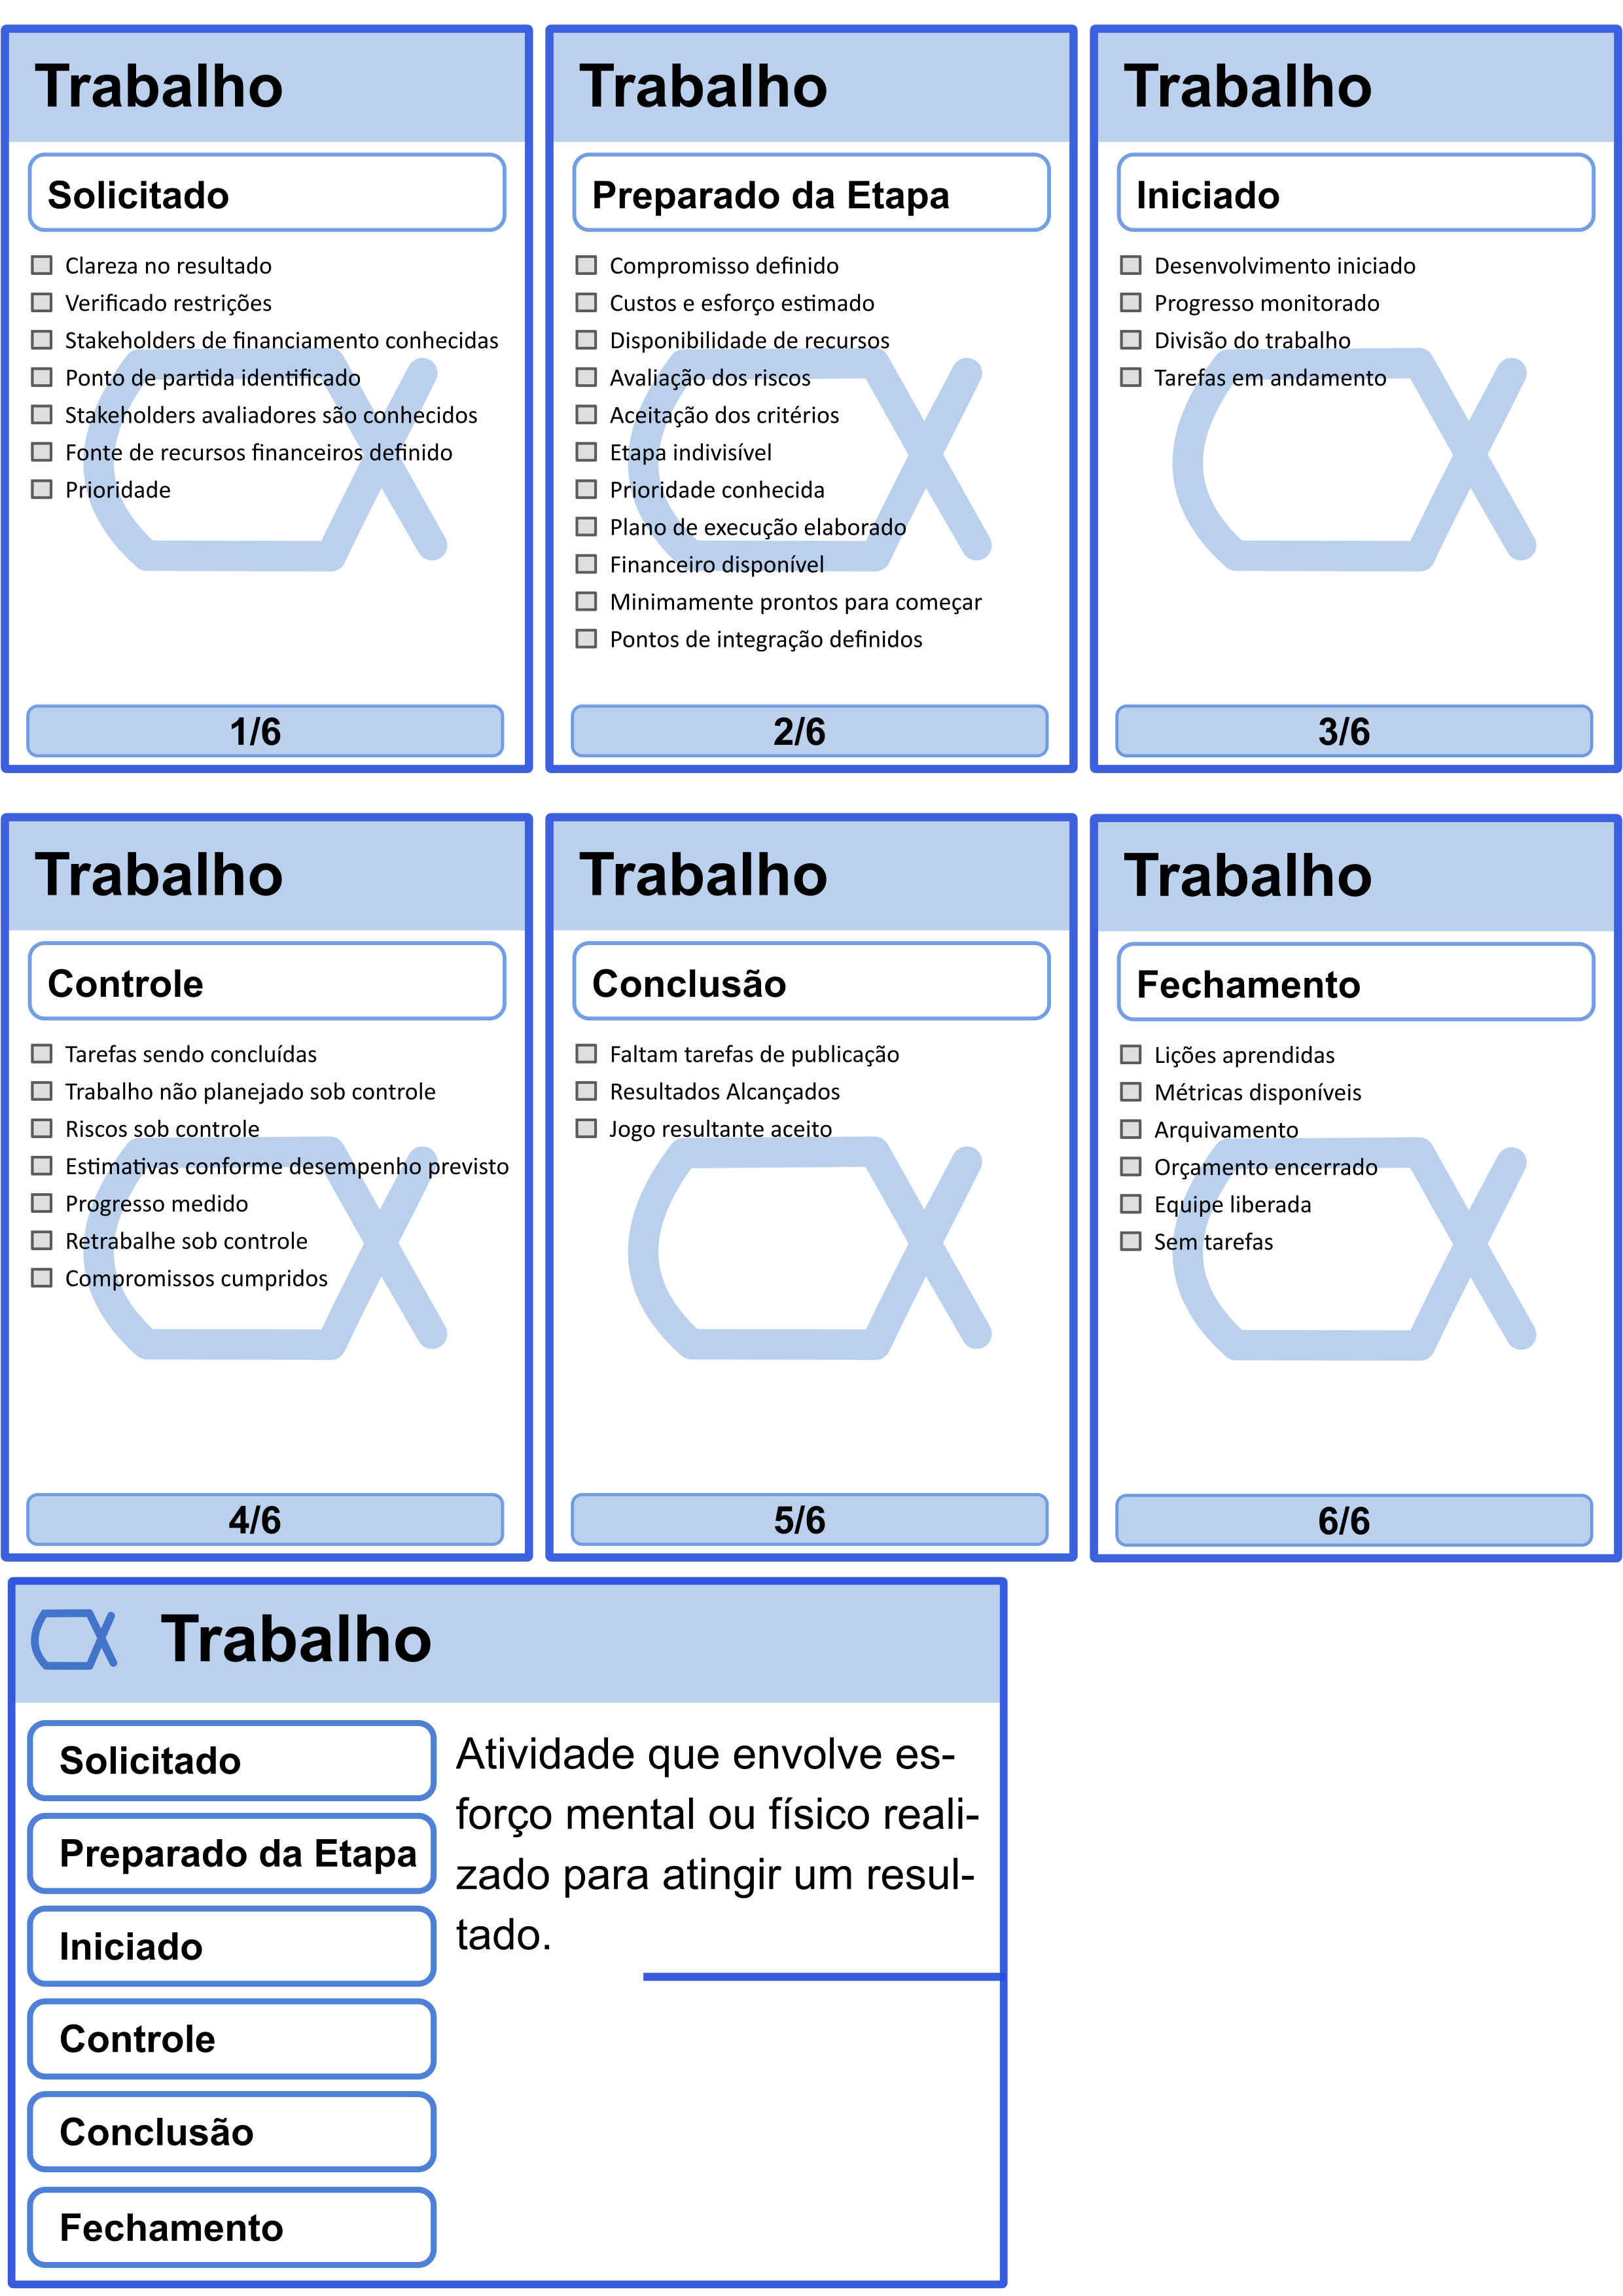 Trabalho
Solicitado
Clareza no resultado
Verificado restrições
Stakeholders de financiamento conhecidas
Ponto de partida identificado
Stakeholders avaliadores são conhecidos
Fonte de recursos financeiros definido
Prioridade
1/6
Trabalho
Preparado da Etapa
Compromisso definido
Custos e esforço estimado
Disponibilidade de recursos
Avaliação dos riscos
Aceitação dos critérios
Etapa indivisível
Prioridade conhecida
Plano de execução elaborado
Financeiro disponível
Minimamente prontos para começar
Pontos de integração definidos
2/6
Trabalho
Iniciado
Desenvolvimento iniciado
Progresso monitorado
Divisão do trabalho
Tarefas em andamento
3/6
Trabalho
Controle
Tarefas sendo concluídas
Trabalho não planejado sob controle
Riscos sob controle
Estimativas conforme desempenho previsto
Progresso medido
Retrabalhe sob controle
Compromissos cumpridos
4/6
Trabalho
Conclusão
Faltam tarefas de publicação
Resultados Alcançados
Jogo resultante aceito
5/6
Trabalho
Fechamento
Lições aprendidas
Métricas disponíveis
Arquivamento
Orçamento encerrado
Equipe liberada
Sem tarefas
6/6
Trabalho
Solicitado
Preparado da Etapa
Iniciado
Controle
Conclusão
Fechamento
Atividade que envolve es-
forço mental ou físico reali-
zado para atingir um resul-
tado.